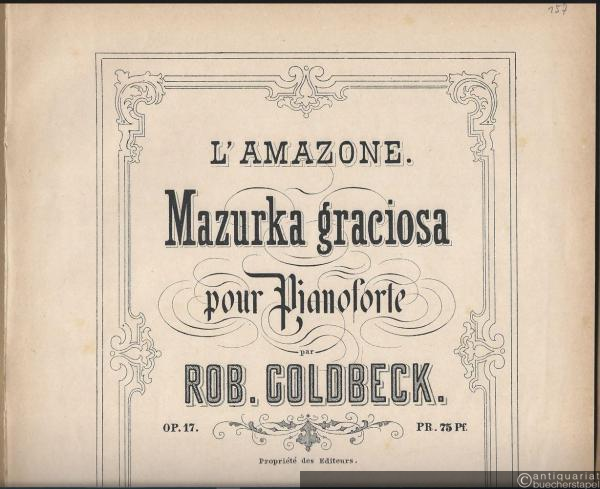 157
L'AMAZONE.
Mazurka graciosa
pour Pianoforte
par
ROB. GOLDBECK.
OP. 17. PR. 75 Pf.
Propriété des Editeurs.
©antiquariat
buecherstapel